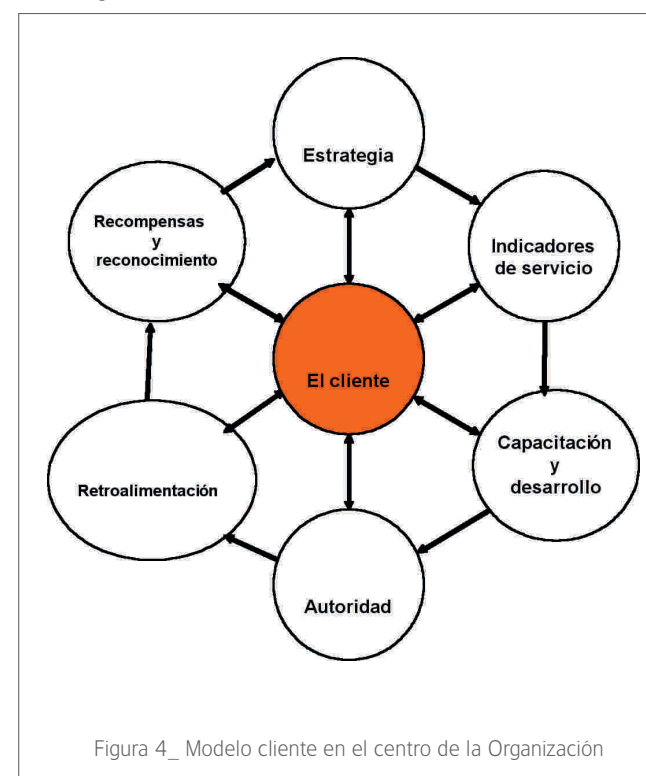 Estrategia
Indicadores
de servicio
Capacitación
y
desarrollo
Autoridad
Retroalimentación
Recompensas
y
reconocimiento
El cliente
Figura 4_ Modelo cliente en el centro de la Organización